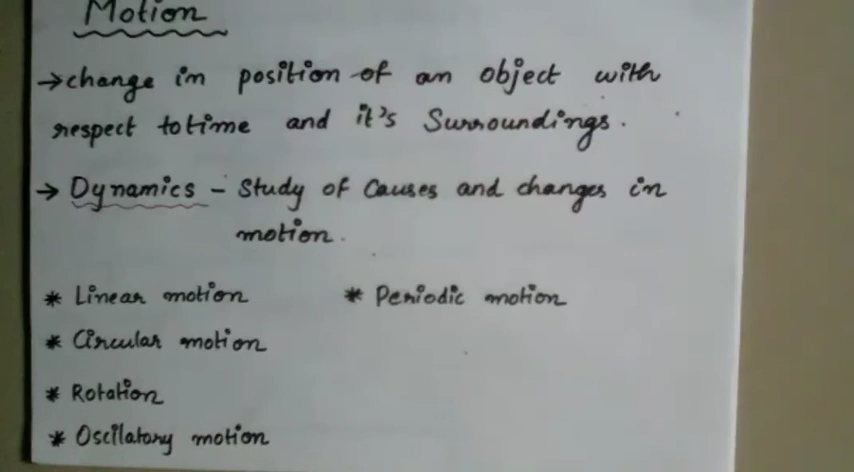 Motion
→ change in position of an object with
respect to time and it's Surroundings.
→ Dynamics - Study of Causes and changes in
motion.
* Linear motion * Periodic motion
* Circular motion
* Rotation
* Oscilatory motion